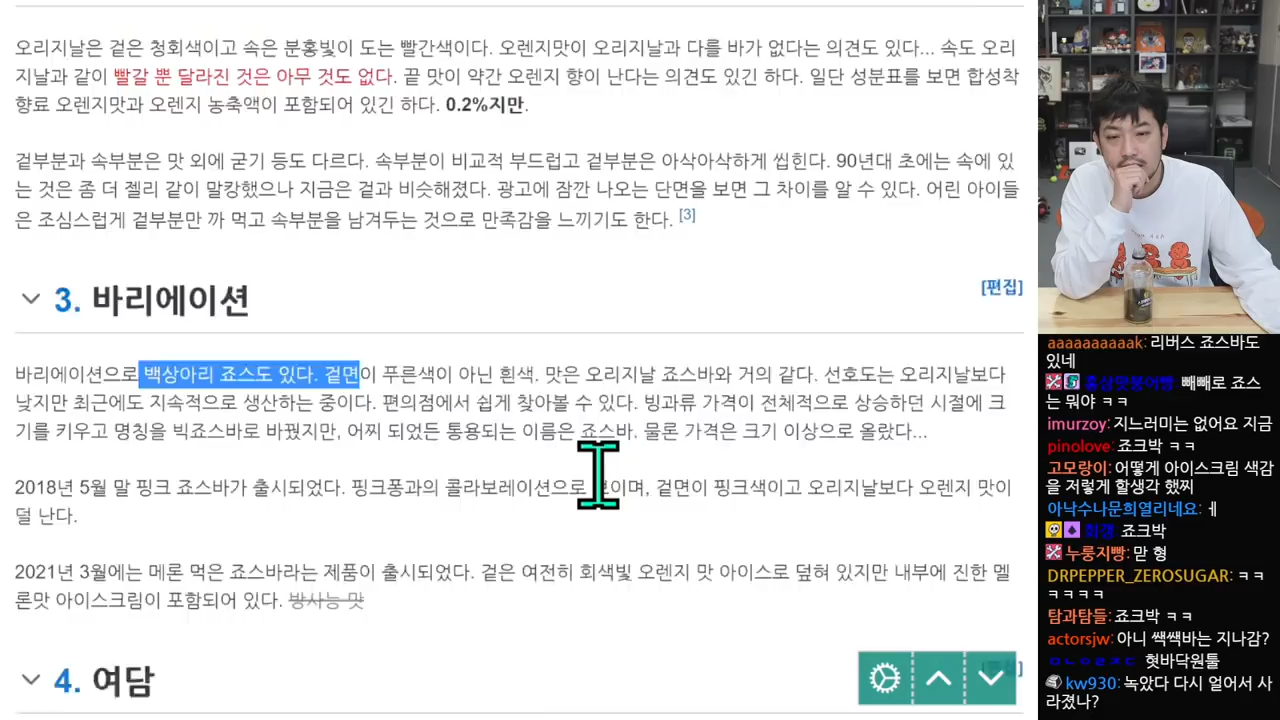 오리지날은 겉은 청회색이고 속은 분홍빛이 도는 빨간색이다. 오렌지맛이 오리지날과 다를 바가 없다는 의견도 있다... 속도 오리
지날과 같이 빨갈 뿐 달라진 것은 아무 것도 없다. 끝 맛이 약간 오렌지 향이 난다는 의견도 있긴 하다. 일단 성분표를 보면 합성착
향료 오렌지맛과 오렌지 농축액이 포함되어 있긴 하다. 0.2%지만.
겉부분과 속부분은 맛 외에 굳기 등도 다르다. 속부분이 비교적 부드럽고 겉부분은 아삭아삭하게 씹힌다. 90년대 초에는 속에 있
는 것은 좀 더 젤리 같이 말캉했으나 지금은 겉과 비슷해졌다. 광고에 잠깐 나오는 단면을 보면 그 차이를 알 수 있다. 어린 아이들
은 조심스럽게 겉부분만 까 먹고 속부분을 남겨두는 것으로 만족감을 느끼기도 한다. [3]
3. 바리에이션
[편집]
바리에이션으로 백상아리 죠스도 있다. 겉면이 푸른색이 아닌 흰색. 맛은 오리지날 죠스바와 거의 같다. 선호도는 오리지날보다
낮지만 최근에도 지속적으로 생산하는 중이다. 편의점에서 쉽게 찾아볼 수 있다. 빙과류 가격이 전체적으로 상승하던 시절에 크
기를 키우고 명칭을 빅죠스바로 바꿨지만, 어찌 되었든 통용되는 이름은 죠스바. 물론 가격은 크기 이상으로 올랐다...
2018년 5월 말 핑크 죠스바가 출시되었다. 핑크퐁과의 콜라보레이션으로 이며, 겉면이 핑크색이고 오리지날보다 오렌지 맛이
덜 난다.
2021년 3월에는 메론 먹은 죠스바라는 제품이 출시되었다. 겉은 여전히 회색빛 오렌지 맛 아이스로 덮혀 있지만 내부에 진한 멜
론맛 아이스크림이 포함되어 있다. 방사능 맛
4. 여담
aaaaaaaaaak: 리버스 죠스바도
있네
빼빼로 죠스
는 뭐야 ㅋㅋ
imurzoy: 지느러미는 없어요 지금
pinolove: 죠크박 ㅋㅋ
고모랑이: 어떻게 아이스크림 색감
을 저렇게 할생각 했찌
아낙수나문희열리네요: ㅔ
희갱: 죠크박
누룽지빵: 맏 형
DRPEPPER_ZEROSUGAR: ㅋㅋ
ㅋㅋㅋㅋ
탐과탐들: 죠크박 ㅋㅋ
actorsjw: 아니 쌕쌕바는 지나감?
혓바닥원툴
kw930: 녹았다 다시 얼어서 사
라졌나?